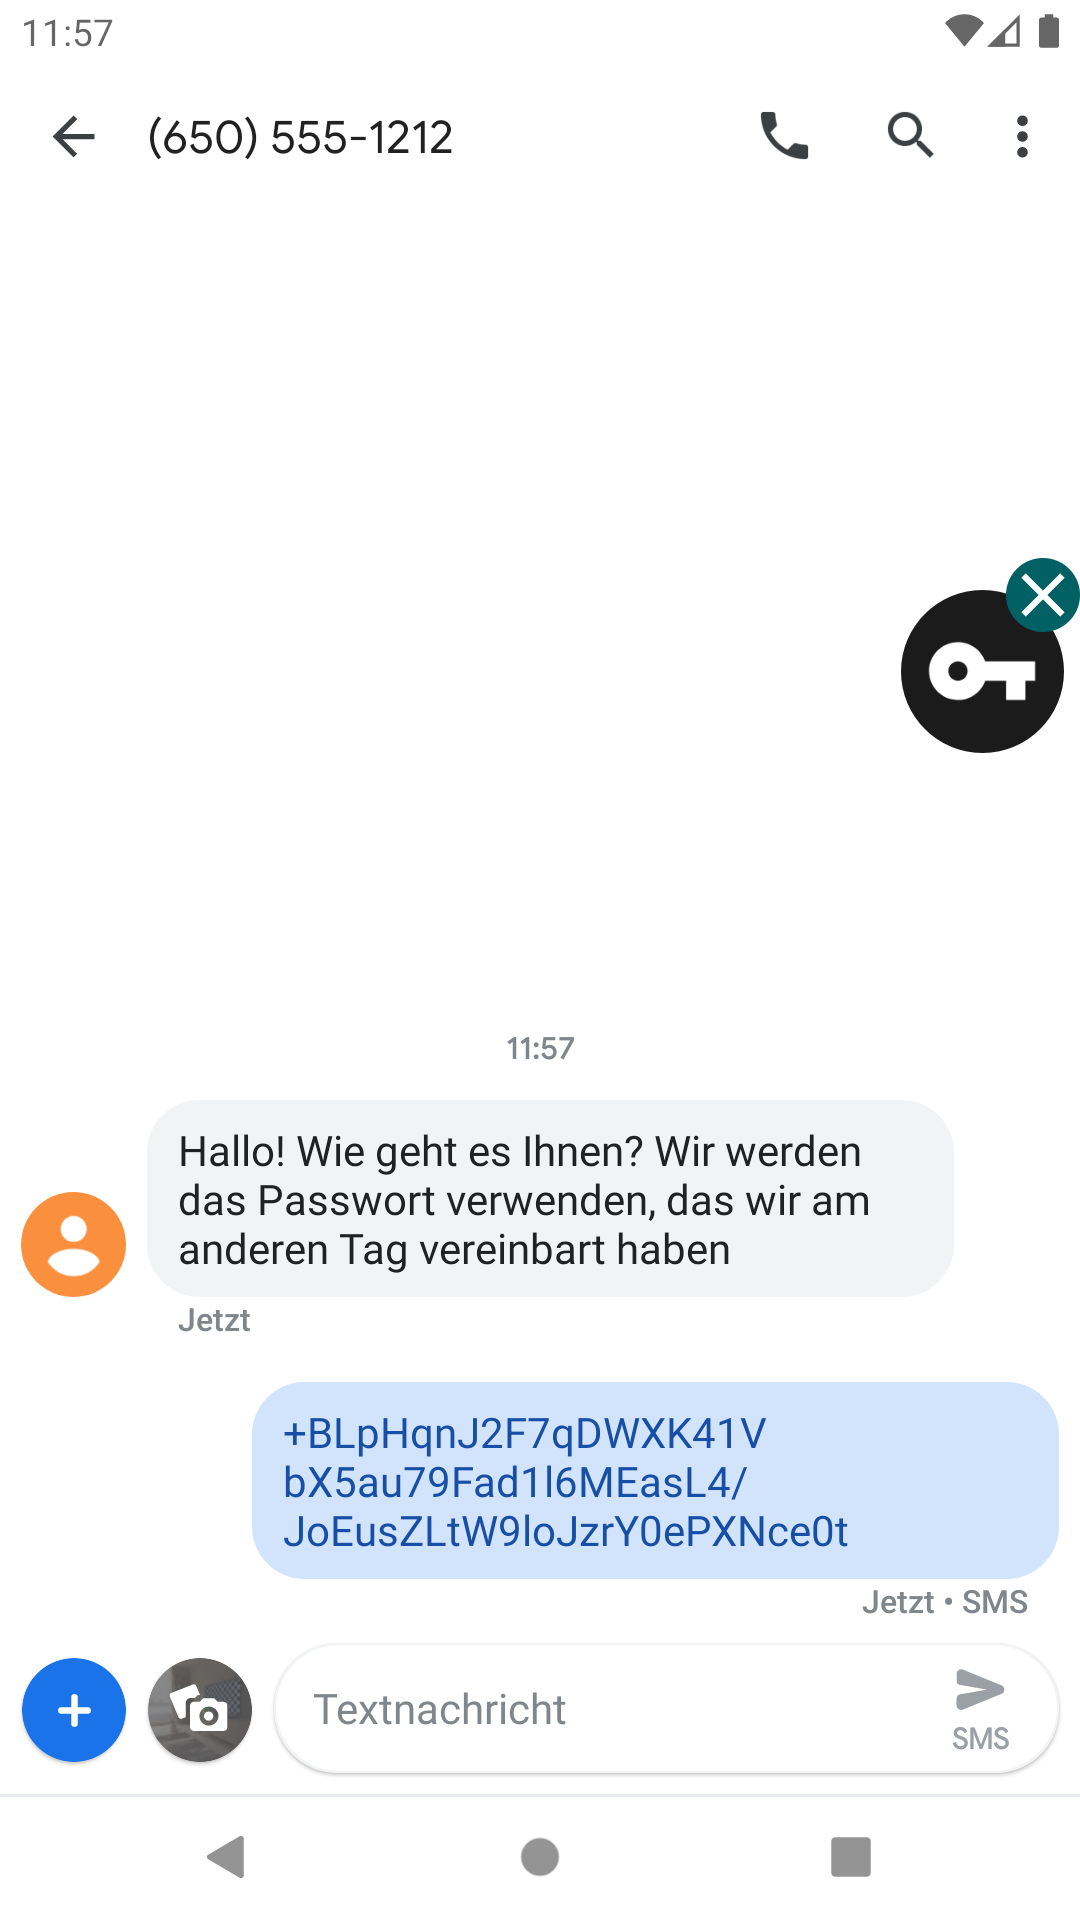 11:57
(650) 555-1212
11:57
Hallo! Wie geht es Ihnen? Wir werden
das Passwort verwenden, das wir am
anderen Tag vereinbart haben
Jetzt
+BLpHqnJ2F7qDWXK41V
bX5au79Fad1l6MEasL4/
JoEusZLtW9loJzrY0ePXNce0t
Jetzt • SMS
Textnachricht
SMS